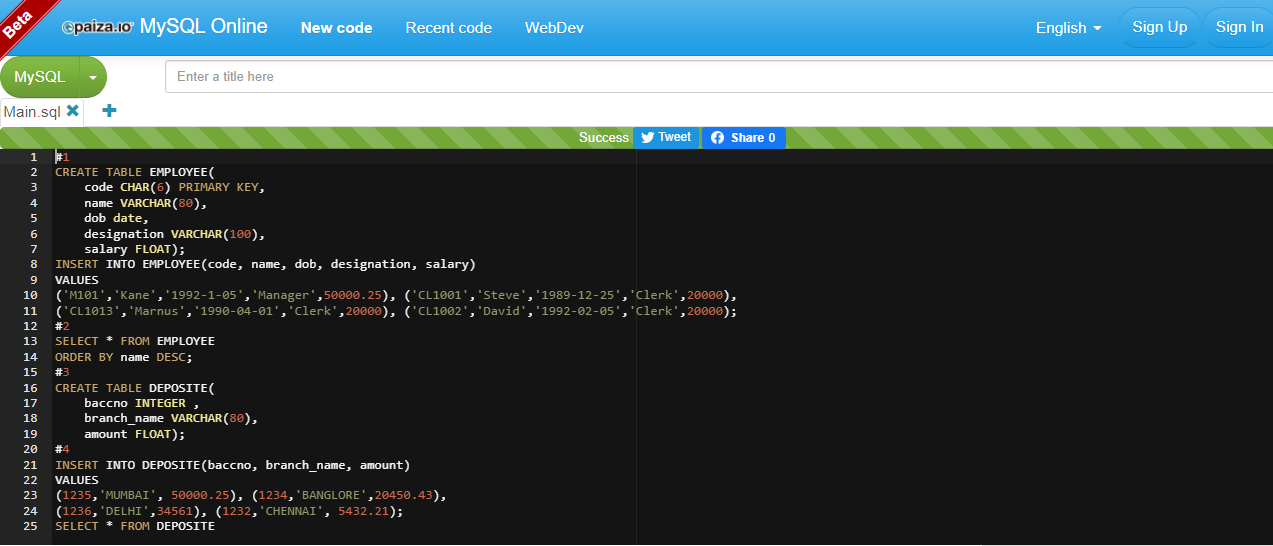 Beta
paiza.io MySQL Online New code Recent code WebDev English Sign Up Sign In
MySQL Enter a title here
Main.sql
Success Tweet Share 0
1 #1
2 CREATE TABLE EMPLOYEE(
3 code CHAR(6) PRIMARY KEY,
4 name VARCHAR(80),
5 dob date,
6 designation VARCHAR(100),
7 salary FLOAT);
8 INSERT INTO EMPLOYEE(code, name, dob, designation, salary)
9 VALUES
10 ('M101','Kane','1992-1-05','Manager',50000.25), ('CL1001','Steve','1989-12-25','Clerk',20000),
11 ('CL1013','Marnus','1990-04-01','Clerk',20000), ('CL1002','David','1992-02-05','Clerk',20000);
12 #2
13 SELECT * FROM EMPLOYEE
14 ORDER BY name DESC;
15 #3
16 CREATE TABLE DEPOSITE(
17 baccno INTEGER ,
18 branch_name VARCHAR(80),
19 amount FLOAT);
20 #4
21 INSERT INTO DEPOSITE(baccno, branch_name, amount)
22 VALUES
23 (1235,'MUMBAI', 50000.25), (1234,'BANGLORE',20450.43),
24 (1236,'DELHI',34561), (1232,'CHENNAI', 5432.21);
25 SELECT * FROM DEPOSITE